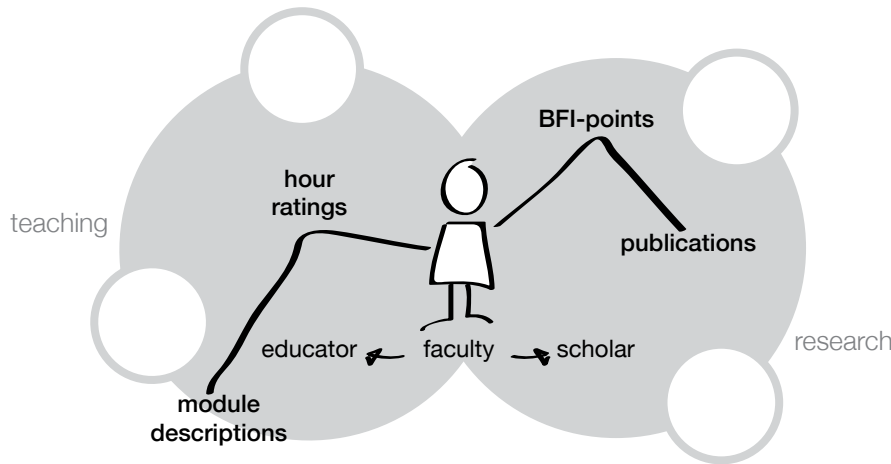 BFI-points
hour
ratings
teaching
publications
educator
faculty
scholar
research
module
descriptions